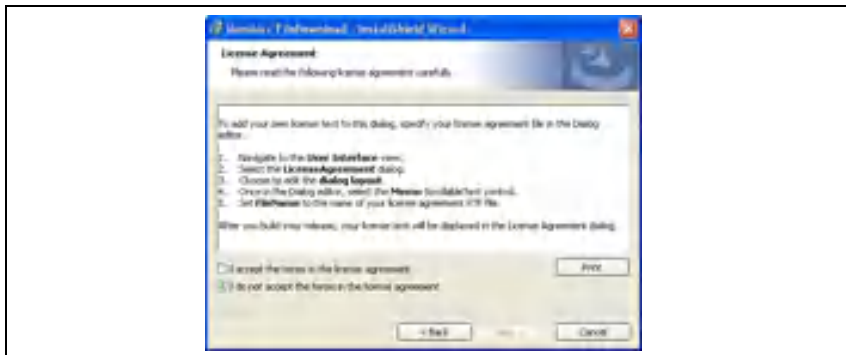 InstallShield Wizard
License Agreement
Please read the following license agreement carefully.
To add your own license text to this dialog, specify your license agreement file in the Dialog
editor.
1. Navigate to the User Interface view.
2. Select the LicenseAgreement dialog.
3. Choose to edit the dialog layout.
4. Once in the Dialog editor, select the Memo ScrollableText control.
5. Set FileName to the name of your license agreement RTF file.
After you build your release, your license text will be displayed in the License Agreement dialog.
I accept the terms in the license agreement
Print
I do not accept the terms in the license agreement
< Back
Cancel